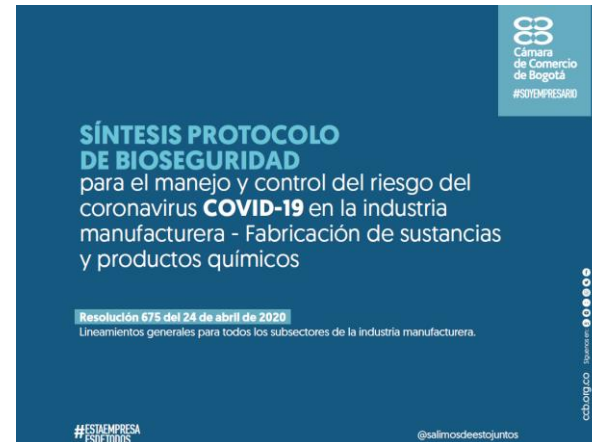 Cámara
de Comercio
de Bogotá
#SOYEMPRESARIO
SÍNTESIS PROTOCOLO
DE BIOSEGURIDAD
para el manejo y control del riesgo del
coronavirus COVID-19 en la industria
manufacturera - Fabricación de sustancias
y productos químicos
Resolución 675 del 24 de abril de 2020
Lineamientos generales para todos los subsectores de la industria manufacturera.
ccb.org.co Síguenos en
#ESTAEMPRESA
ESDETODOS
@salimosdeestojuntos